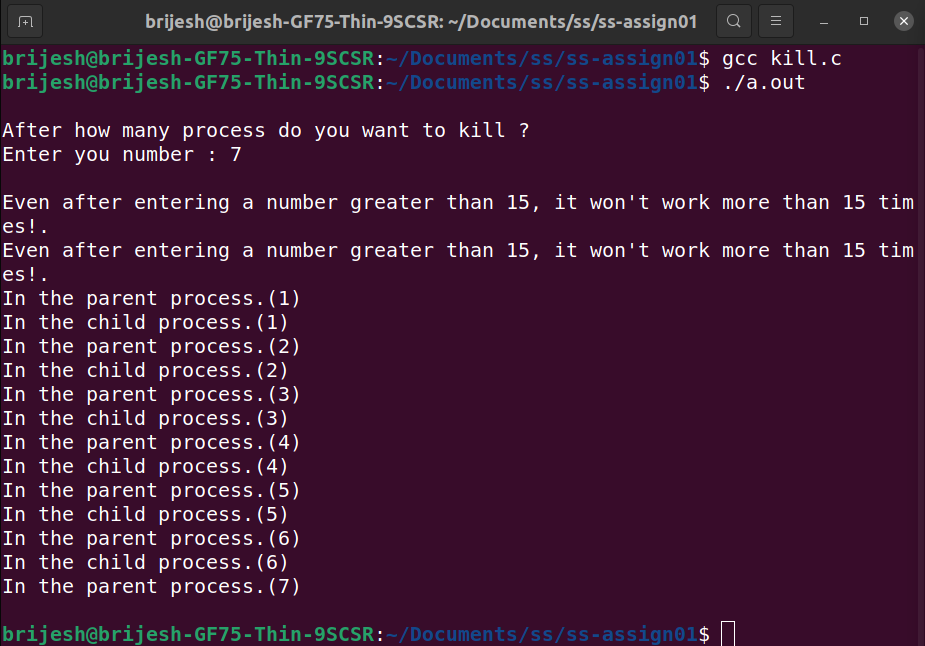 brijesh@brijesh-GF75-Thin-9SCSR: ~/Documents/ss/ss-assign01
brijesh@brijesh-GF75-Thin-9SCSR:~/Documents/ss/ss-assign01$ gcc kill.c
brijesh@brijesh-GF75-Thin-9SCSR:~/Documents/ss/ss-assign01$ ./a.out
After how many process do you want to kill ?
Enter you number : 7
Even after entering a number greater than 15, it won't work more than 15 tim
es!.
Even after entering a number greater than 15, it won't work more than 15 tim
es!.
In the parent process.(1)
In the child process.(1)
In the parent process.(2)
In the child process.(2)
In the parent process.(3)
In the child process.(3)
In the parent process.(4)
In the child process.(4)
In the parent process.(5)
In the child process.(5)
In the parent process.(6)
In the child process.(6)
In the parent process.(7)
brijesh@brijesh-GF75-Thin-9SCSR:~/Documents/ss/ss-assign01$